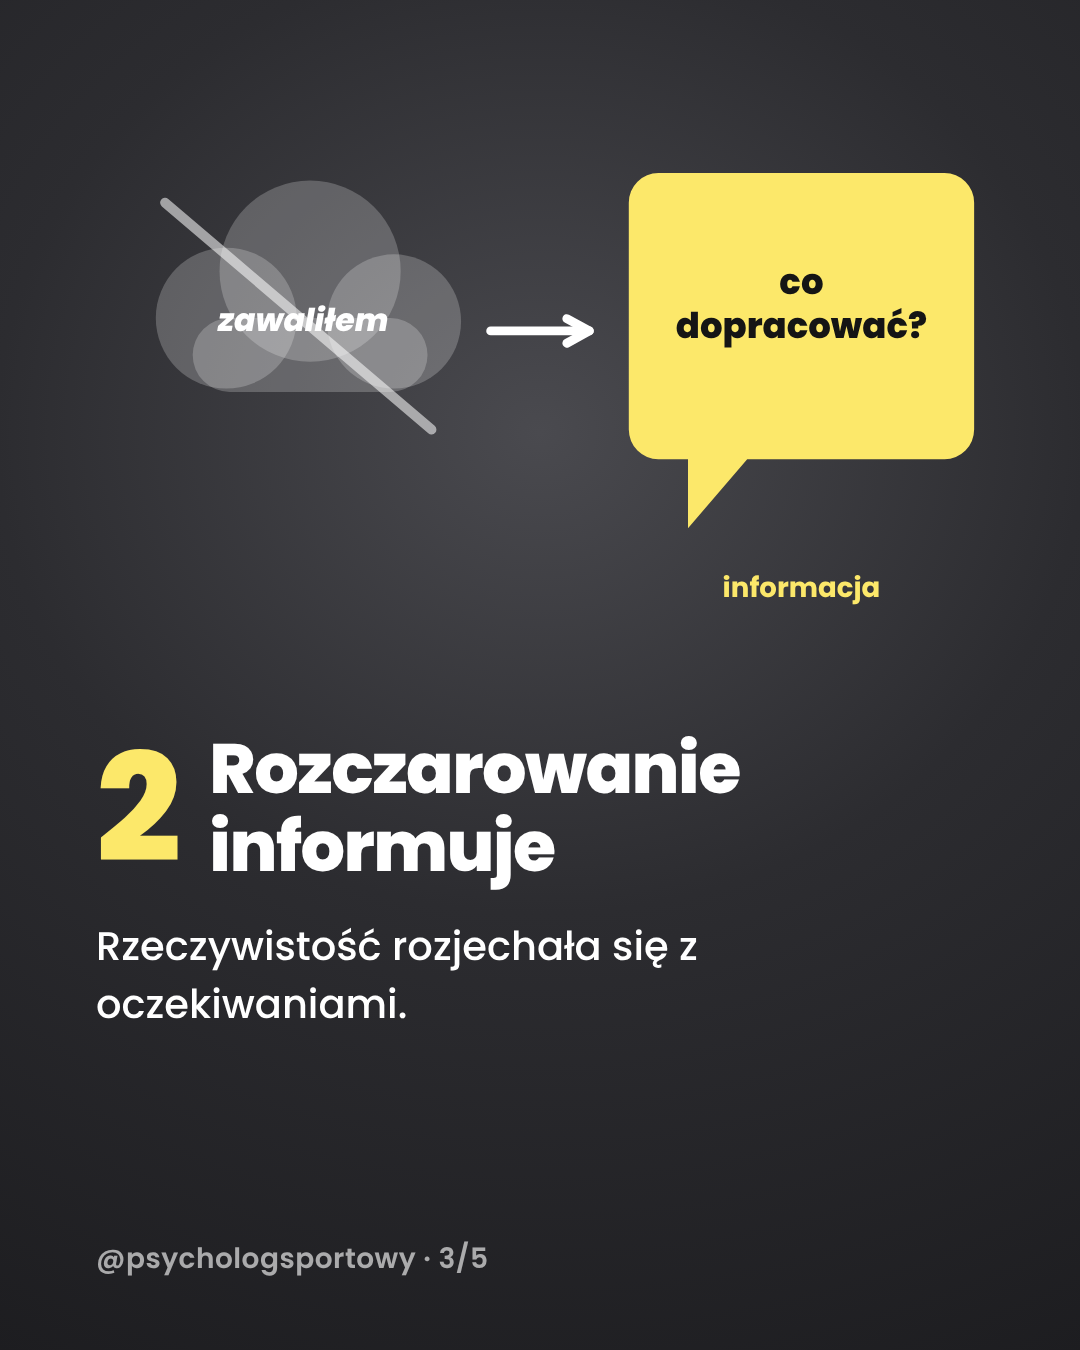 zawaliłem
co
dopracować?
informacja
2 Rozczarowanie
informuje
Rzeczywistość rozjechała się z
oczekiwaniami.
@psychologsportowy · 3/5